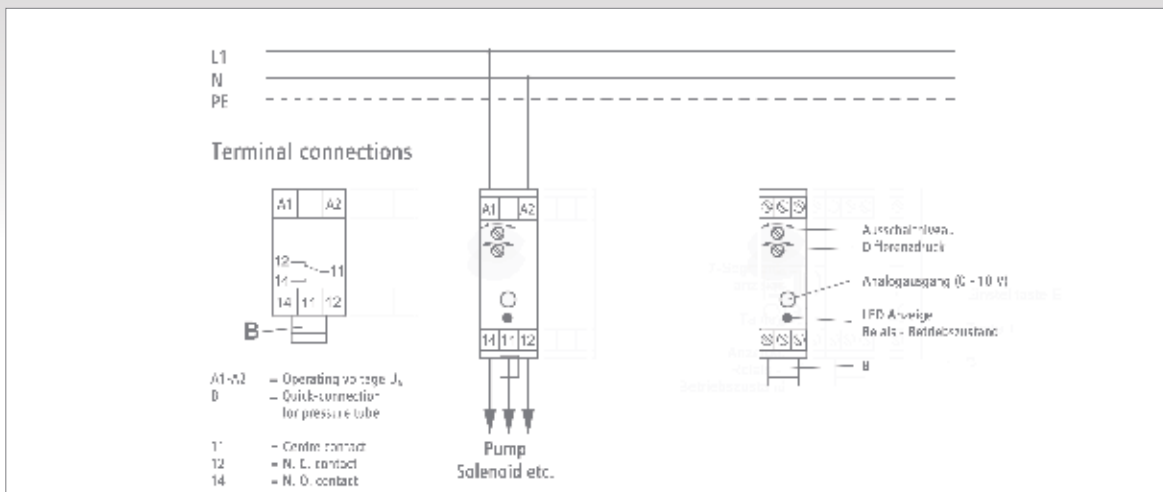 L1
N
PE
Terminal connections
A1 A2
12
11
14
14 11 12
B
A1-A2 = Operating voltage
B = Quick-connection
for pressure tube
11 = Centre contact
12 = N. C. contact
14 = N. O. contact
A1 A2
14 11 12
Pump
Solenoid etc.
Ausschaltniveau
Differenzdruck
Analogausgang (0 - 10 V)
LED Anzeige
Relais - Betriebszustand
B